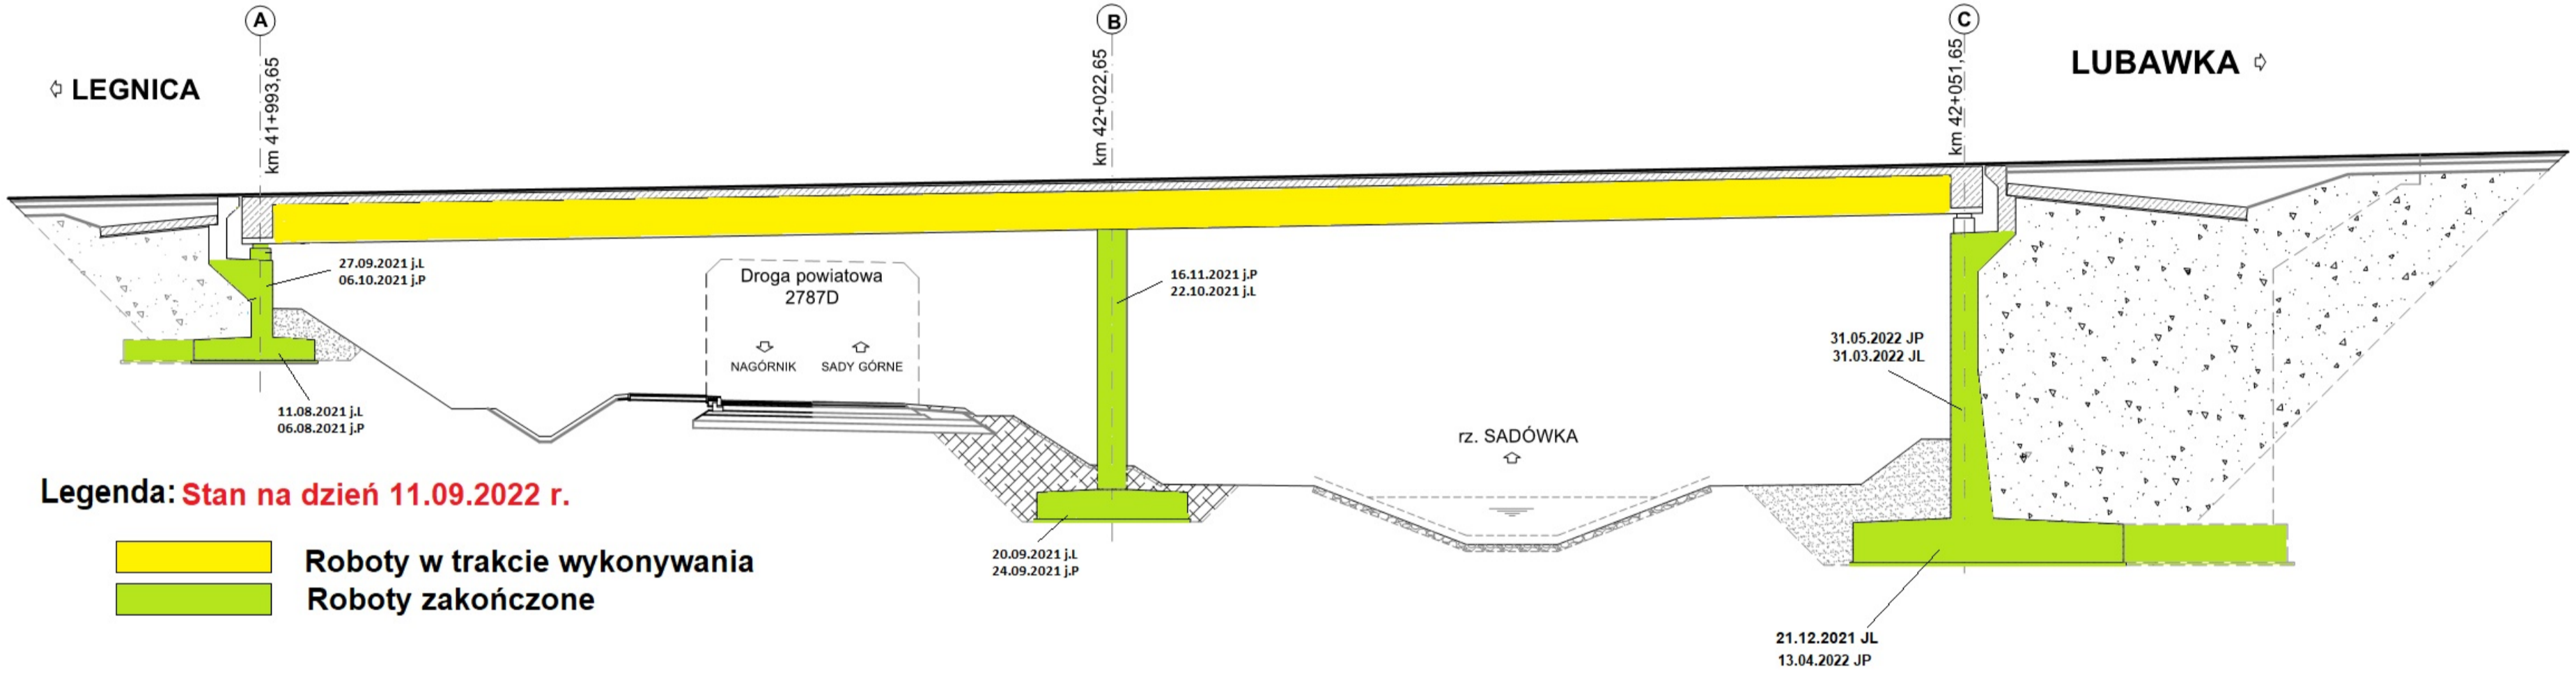 A
B
C
km 41+993,65
km 42+022,65
km 42+051,65
LEGNICA
LUBAWKA
27.09.2021 j.L
06.10.2021 j.P
Droga powiatowa
2787D
NAGÓRNIK SADY GÓRNE
16.11.2021 j.P
22.10.2021 j.L
31.05.2022 JP
31.03.2022 JL
11.08.2021 j.L
06.08.2021 j.P
rz. SADÓWKA
Legenda: Stan na dzień 11.09.2022 r.
20.09.2021 j.L
24.09.2021 j.P
Roboty w trakcie wykonywania
Roboty zakończone
21.12.2021 JL
13.04.2022 JP